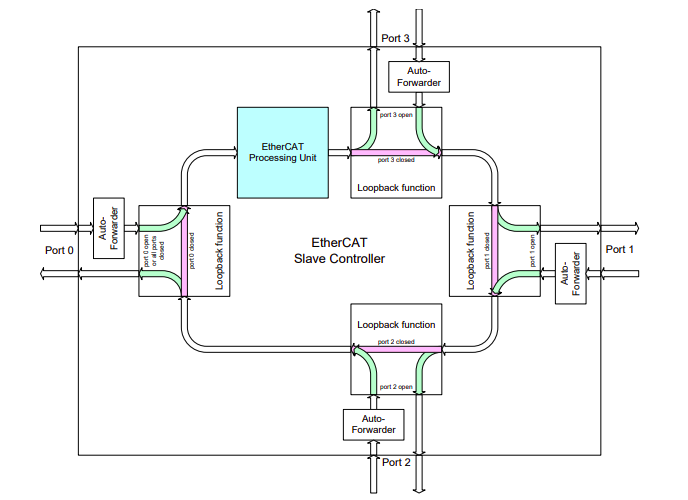 Port 3
Auto-
Forwarder
port 3 open
EtherCAT
Processing Unit
port 3 closed
Loopback function
Auto-
Forwarder
Port 0
port 0 open
or all ports
closed
port 0 closed
Loopback function
EtherCAT
Slave Controller
Loopback function
port 1 closed
port 1 open
Port 1
Auto-
Forwarder
Loopback function
port 2 closed
port 2 open
Auto-
Forwarder
Port 2